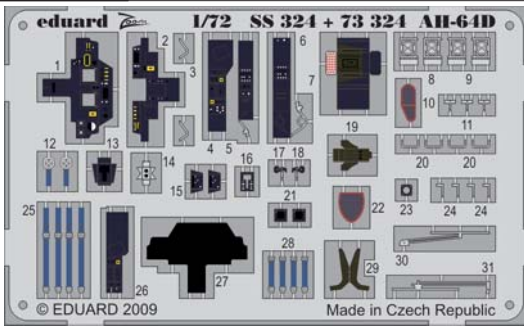 eduard Zoom 1/72 SS 324 + 73 324 AH-64D
1 2 3 4 5 6 7 8 9
10
11
12 13 14 15 16 17 18 19 20 20
21 22 23 24 24
25 26 27 28 29 30 31
© EDUARD 2009 Made in Czech Republic